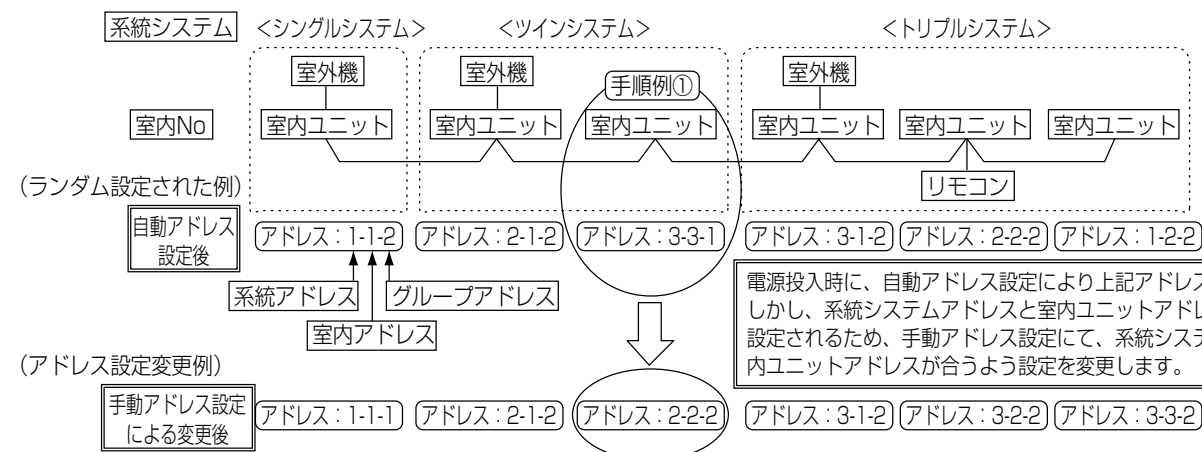 系統システム <シングルシステム> <ツインシステム> <トリプルシステム>
室外機 室外機 手順例① 室外機
室内No 室内ユニット 室内ユニット 室内ユニット 室内ユニット 室内ユニット 室内ユニット
リモコン
(ランダム設定された例)
自動アドレス
設定後
アドレス:1-1-2 アドレス:2-1-2 アドレス:3-3-1 アドレス:3-1-2 アドレス:2-2-2 アドレス:1-2-2
系統アドレス グループアドレス
室内アドレス
電源投入時に、自動アドレス設定により上記アドレス
しかし、系統システムアドレスと室内ユニットアドレ
設定されるため、手動アドレス設定にて、系統システ
内ユニットアドレスが合うよう設定を変更します。
(アドレス設定変更例)
手動アドレス設定
による変更後
アドレス:1-1-1 アドレス:2-1-2 アドレス:2-2-2 アドレス:3-1-2 アドレス:3-2-2 アドレス:3-3-2